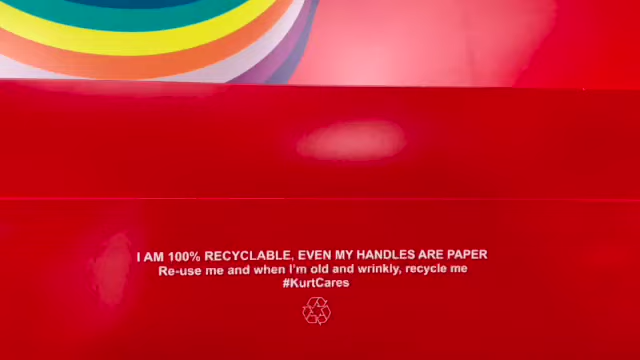 I AM 100% RECYCLABLE, EVEN MY HANDLES ARE PAPER
Re-use me and when I'm old and wrinkly, recycle me
#KurtCares